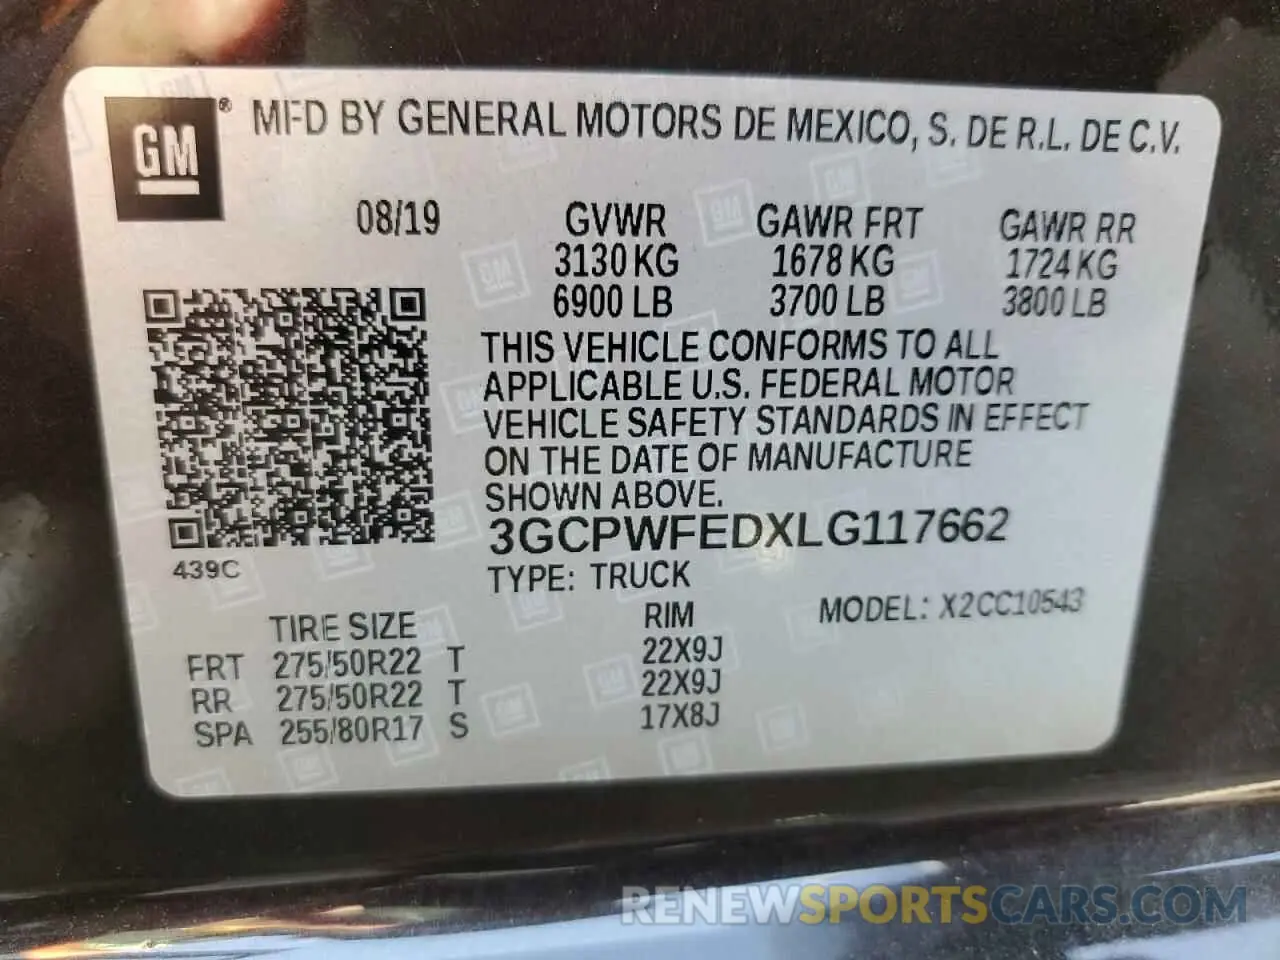 GM® MFD BY GENERAL MOTORS DE MEXICO, S. DE R.L. DE C.V.
08/19 GVWR GAWR FRT GAWR RR
3130 KG 1678 KG 1724 KG
6900 LB 3700 LB 3800 LB
THIS VEHICLE CONFORMS TO ALL
APPLICABLE U.S. FEDERAL MOTOR
VEHICLE SAFETY STANDARDS IN EFFECT
ON THE DATE OF MANUFACTURE
SHOWN ABOVE.
3GCPWFEDXLG117662
439C
TYPE: TRUCK
MODEL: X2CC10543
TIRE SIZE RIM
FRT 275/50R22 T 22X9J
RR 275/50R22 T 22X9J
SPA 255/80R17 S 17X8J
RENEWSPORTSCARS.COM